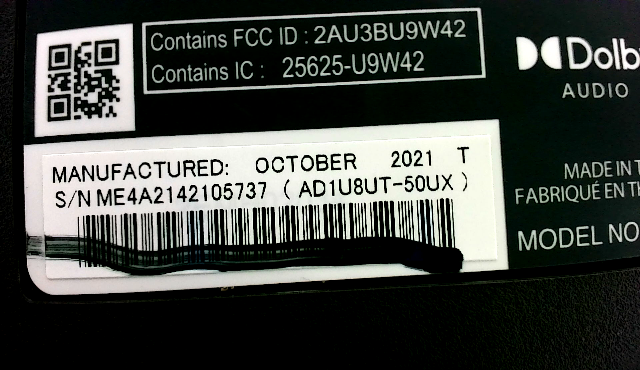 Contains FCC ID : 2AU3BU9W42
Contains IC : 25625-U9W42
Dolb
AUDIO
MANUFACTURED: OCTOBER 2021 T
S/N ME4A2142105737 ( AD1U8UT-50UX )
MADE IN T
FABRIQUÉ EN TH
MODEL NO